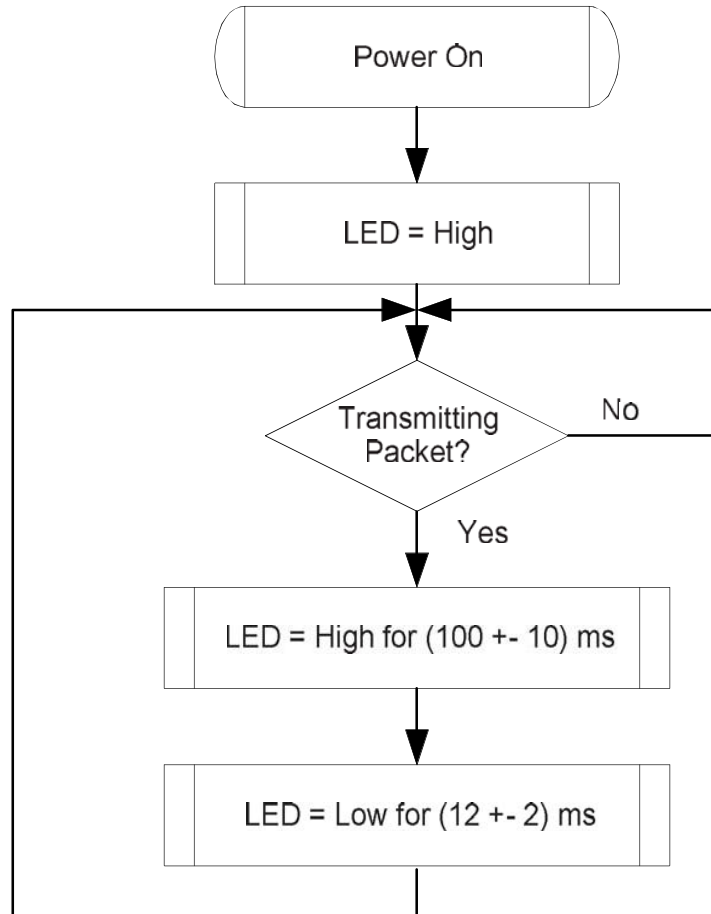 Power On
LED = High
Transmitting
Packet?
No
Yes
LED = High for (100 +- 10) ms
LED = Low for (12 +- 2) ms